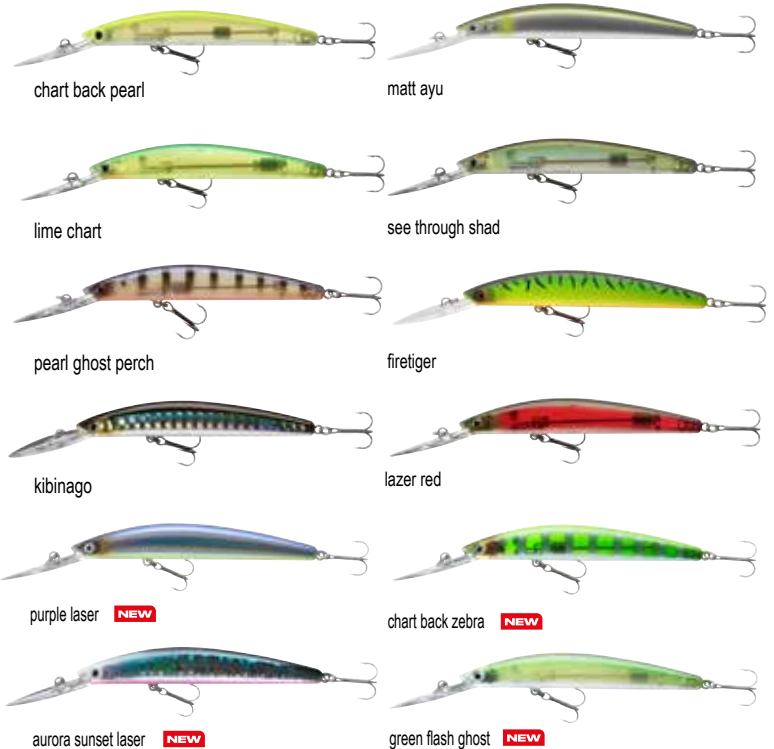 chart back pearl
matt ayu
lime chart
see through shad
pearl ghost perch
firetiger
kibinago
lazer red
purple laser NEW
chart back zebra NEW
aurora sunset laser NEW
green flash ghost NEW